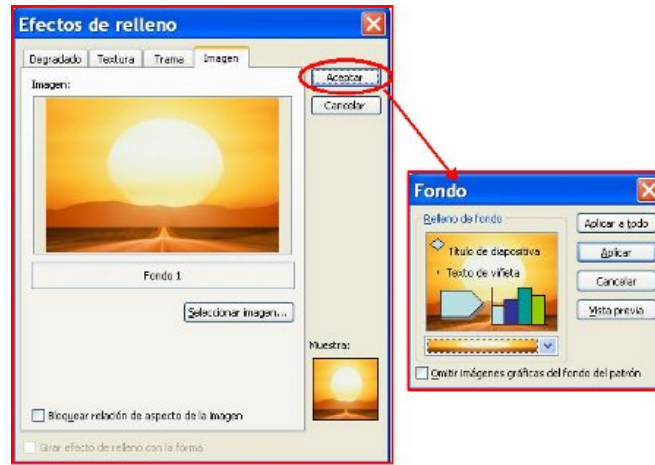 Efectos de relleno
Degradado Textura Trama Imagen
Imagen:
Aceptar
Cancelar
Fondo 1
Seleccionar imagen...
Muestra:
Bloquear relación de aspecto de la imagen
Girar efecto de relleno con la forma
Fondo
Relleno de fondo
Título de diapositiva
• Texto de viñeta
Aplicar a todo
Aplicar
Cancelar
Vista previa
Omitir imágenes gráficas del fondo del patrón